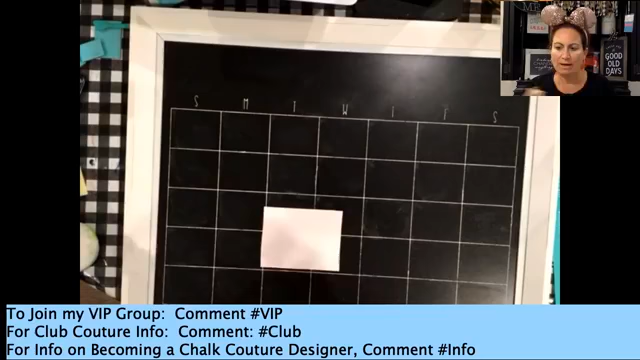 GOOD
OLD
DAYS
S M T W T F S
To Join my VIP Group: Comment #VIP
For Club Couture Info: Comment: #Club
For Info on Becoming a Chalk Couture Designer, Comment #Info